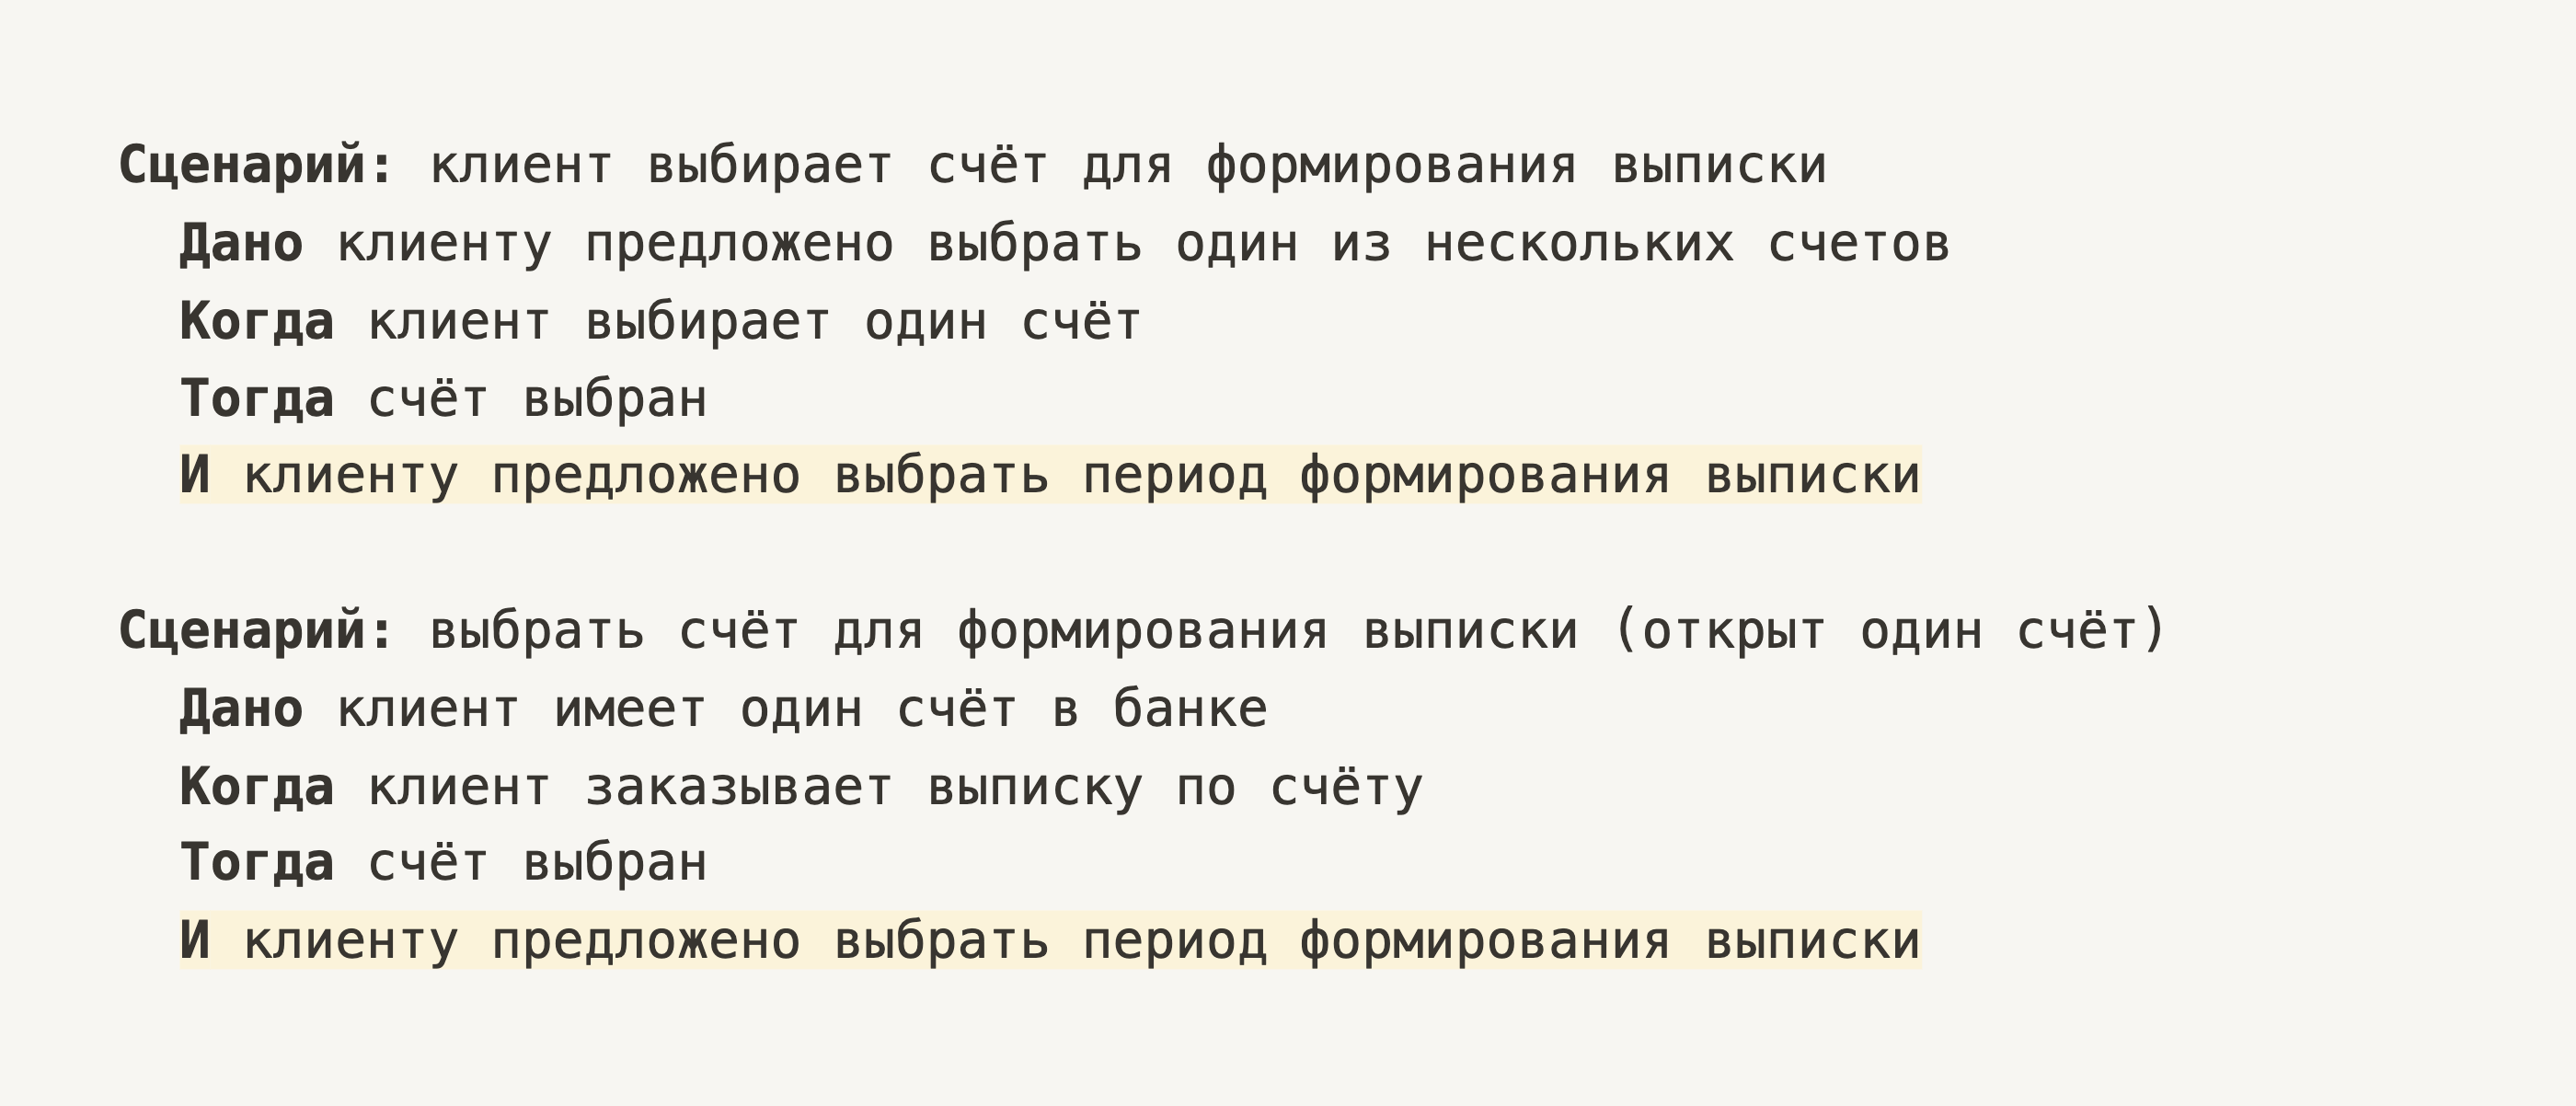 Сценарий: клиент выбирает счёт для формирования выписки
Дано клиенту предложено выбрать один из нескольких счетов
Когда клиент выбирает один счёт
Тогда счёт выбран
И клиенту предложено выбрать период формирования выписки
Сценарий: выбрать счёт для формирования выписки (открыт один счёт)
Дано клиент имеет один счёт в банке
Когда клиент заказывает выписку по счёту
Тогда счёт выбран
И клиенту предложено выбрать период формирования выписки